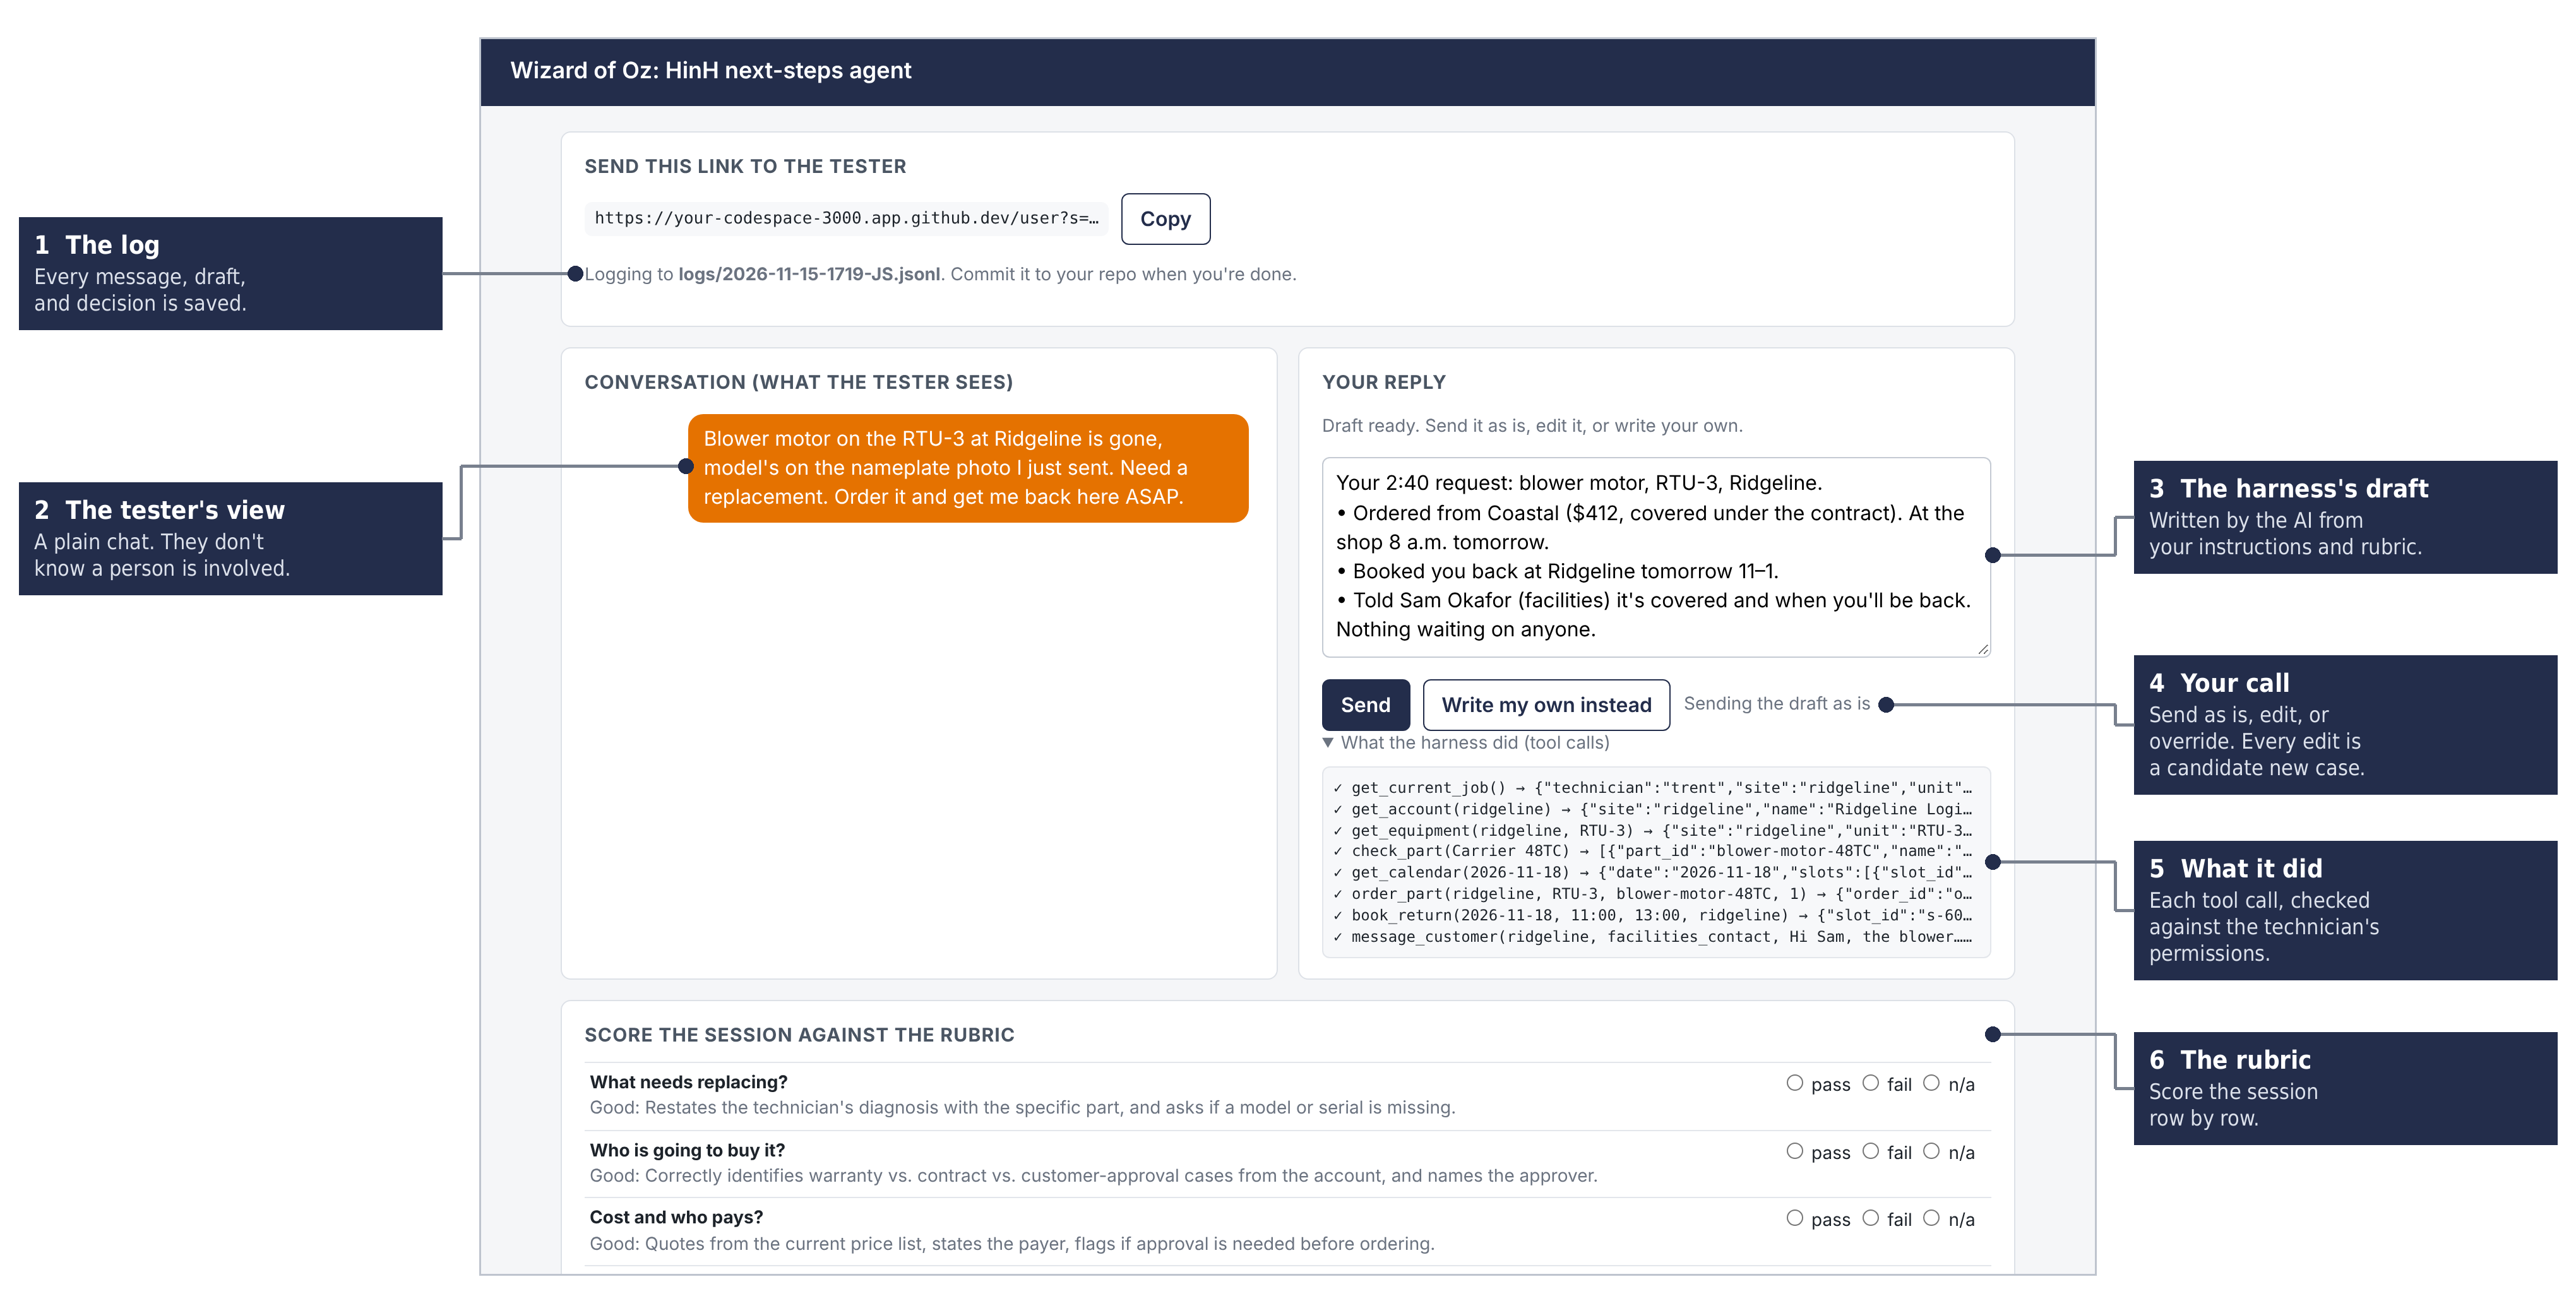 Wizard of Oz: HinH next-steps agent
SEND THIS LINK TO THE TESTER
https://your-codespace-3000.app.github.dev/user?s=…
Copy
Logging to logs/2026-11-15-1719-JS.jsonl. Commit it to your repo when you're done.
1 The log
Every message, draft,
and decision is saved.
CONVERSATION (WHAT THE TESTER SEES)
Blower motor on the RTU-3 at Ridgeline is gone,
model's on the nameplate photo I just sent. Need a
replacement. Order it and get me back here ASAP.
2 The tester's view
A plain chat. They don't
know a person is involved.
YOUR REPLY
Draft ready. Send it as is, edit it, or write your own.
Your 2:40 request: blower motor, RTU-3, Ridgeline.
• Ordered from Coastal ($412, covered under the contract). At the
shop 8 a.m. tomorrow.
• Booked you back at Ridgeline tomorrow 11–1.
• Told Sam Okafor (facilities) it's covered and when you'll be back.
Nothing waiting on anyone.
3 The harness's draft
Written by the AI from
your instructions and rubric.
Send
Write my own instead
Sending the draft as is
4 Your call
Send as is, edit, or
override. Every edit is
a candidate new case.
▼ What the harness did (tool calls)
✓ get_current_job() → {"technician":"trent","site":"ridgeline","unit"…
✓ get_account(ridgeline) → {"site":"ridgeline","name":"Ridgeline Logi…
✓ get_equipment(ridgeline, RTU-3) → {"site":"ridgeline","unit":"RTU-3…
✓ check_part(Carrier 48TC) → [{"part_id":"blower-motor-48TC","name":"…
✓ get_calendar(2026-11-18) → {"date":"2026-11-18","slots":[{"slot_id"…
✓ order_part(ridgeline, RTU-3, blower-motor-48TC, 1) → {"order_id":"o…
✓ book_return(2026-11-18, 11:00, 13:00, ridgeline) → {"slot_id":"s-60…
✓ message_customer(ridgeline, facilities_contact, Hi Sam, the blower……
5 What it did
Each tool call, checked
against the technician's
permissions.
SCORE THE SESSION AGAINST THE RUBRIC
What needs replacing?
Good: Restates the technician's diagnosis with the specific part, and asks if a model or serial is missing.
pass fail n/a
Who is going to buy it?
Good: Correctly identifies warranty vs. contract vs. customer-approval cases from the account, and names the approver.
pass fail n/a
Cost and who pays?
Good: Quotes from the current price list, states the payer, flags if approval is needed before ordering.
pass fail n/a
6 The rubric
Score the session
row by row.